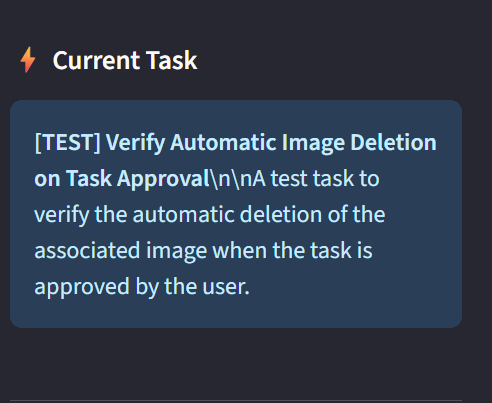 Current Task
[TEST] Verify Automatic Image Deletion
on Task Approval\n\nA test task to
verify the automatic deletion of the
associated image when the task is
approved by the user.